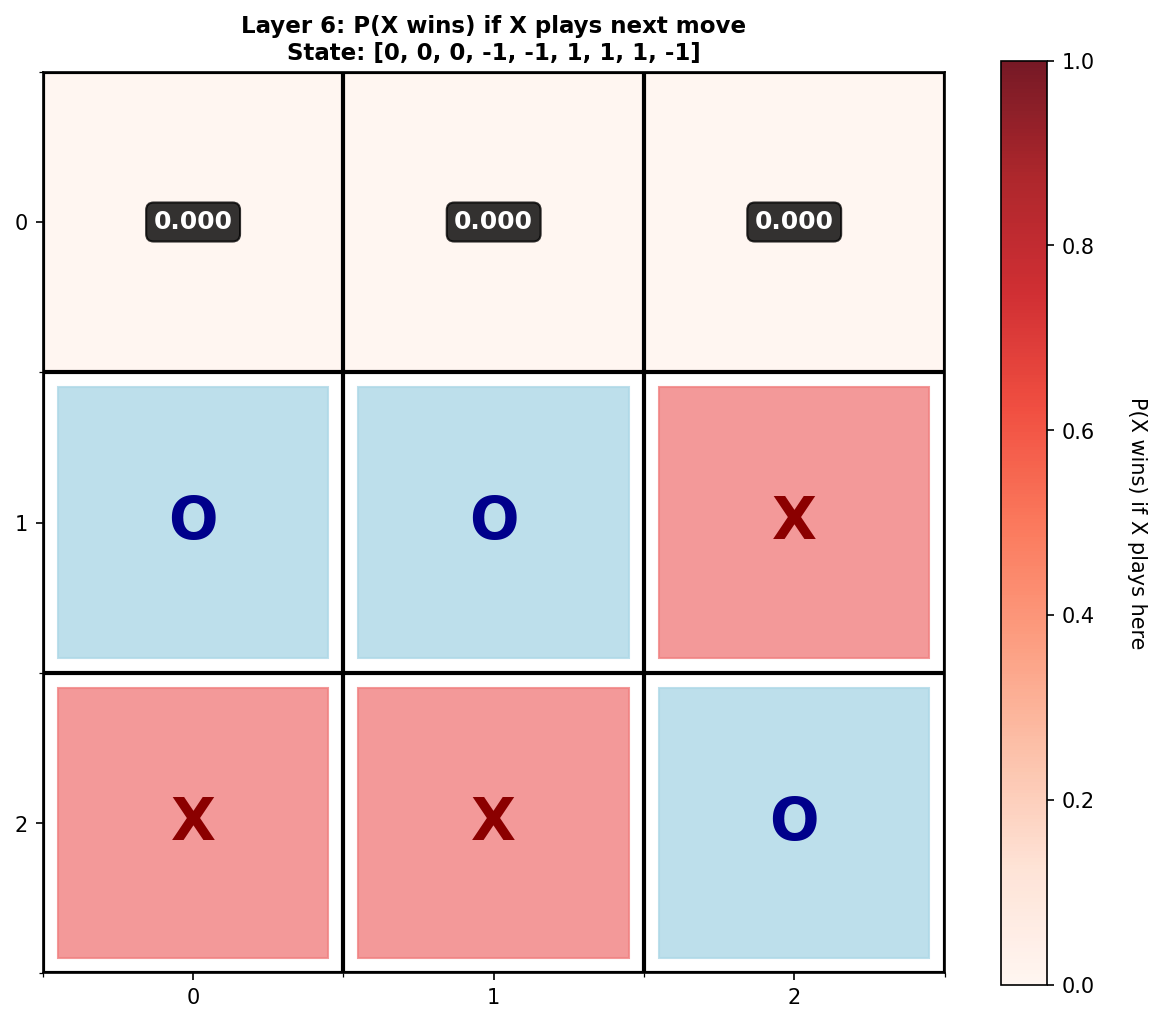 Layer 6: P(X wins) if X plays next move
State: [0, 0, 0, -1, -1, 1, 1, 1, -1]
0
0.000
0.000
0.000
1
O
O
X
2
X
X
O
0
1
2
1.0
0.8
0.6
0.4
0.2
0.0
P(X wins) if X plays here